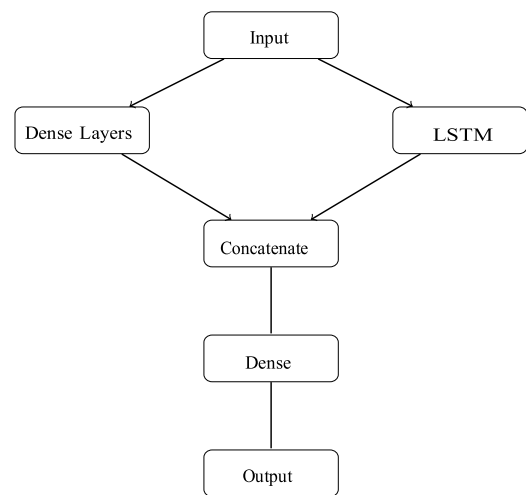 Input
Dense Layers
LSTM
Concatenate
Dense
Output